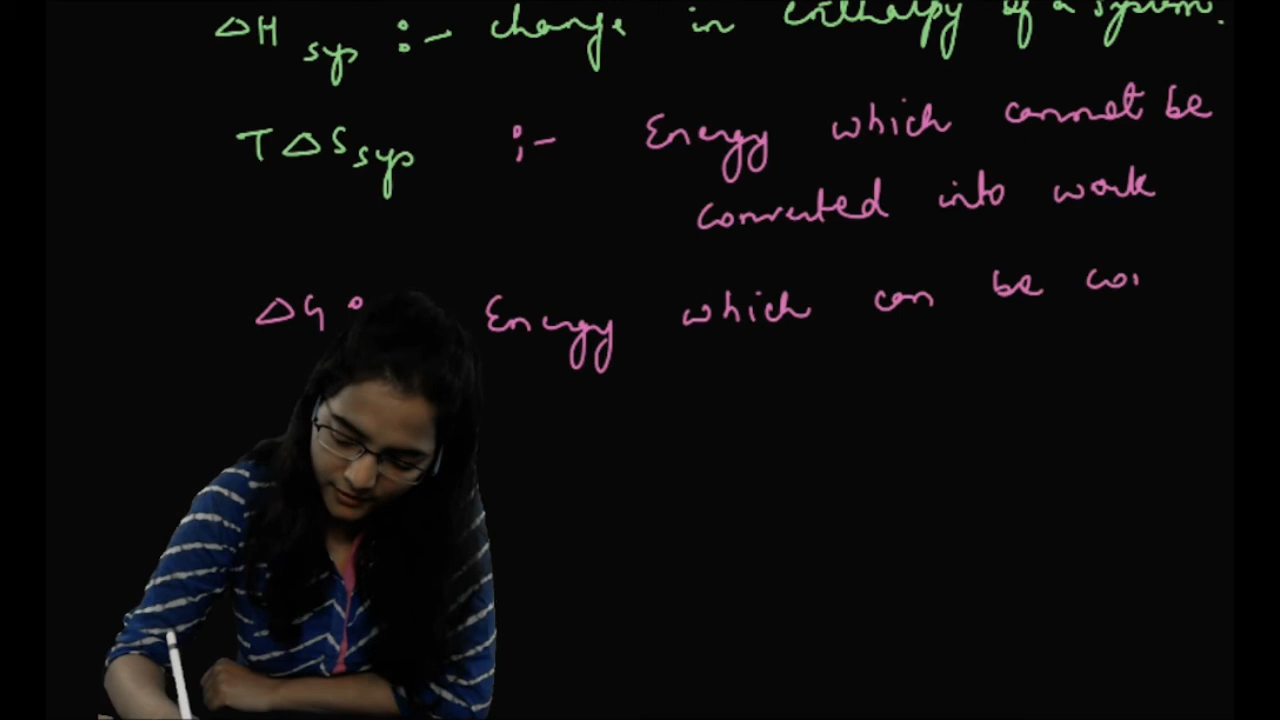 ΔH sys :- change in enthalpy of a system.
TΔS sys :- Energy which cannot be
converted into work
ΔG : Energy which can be co